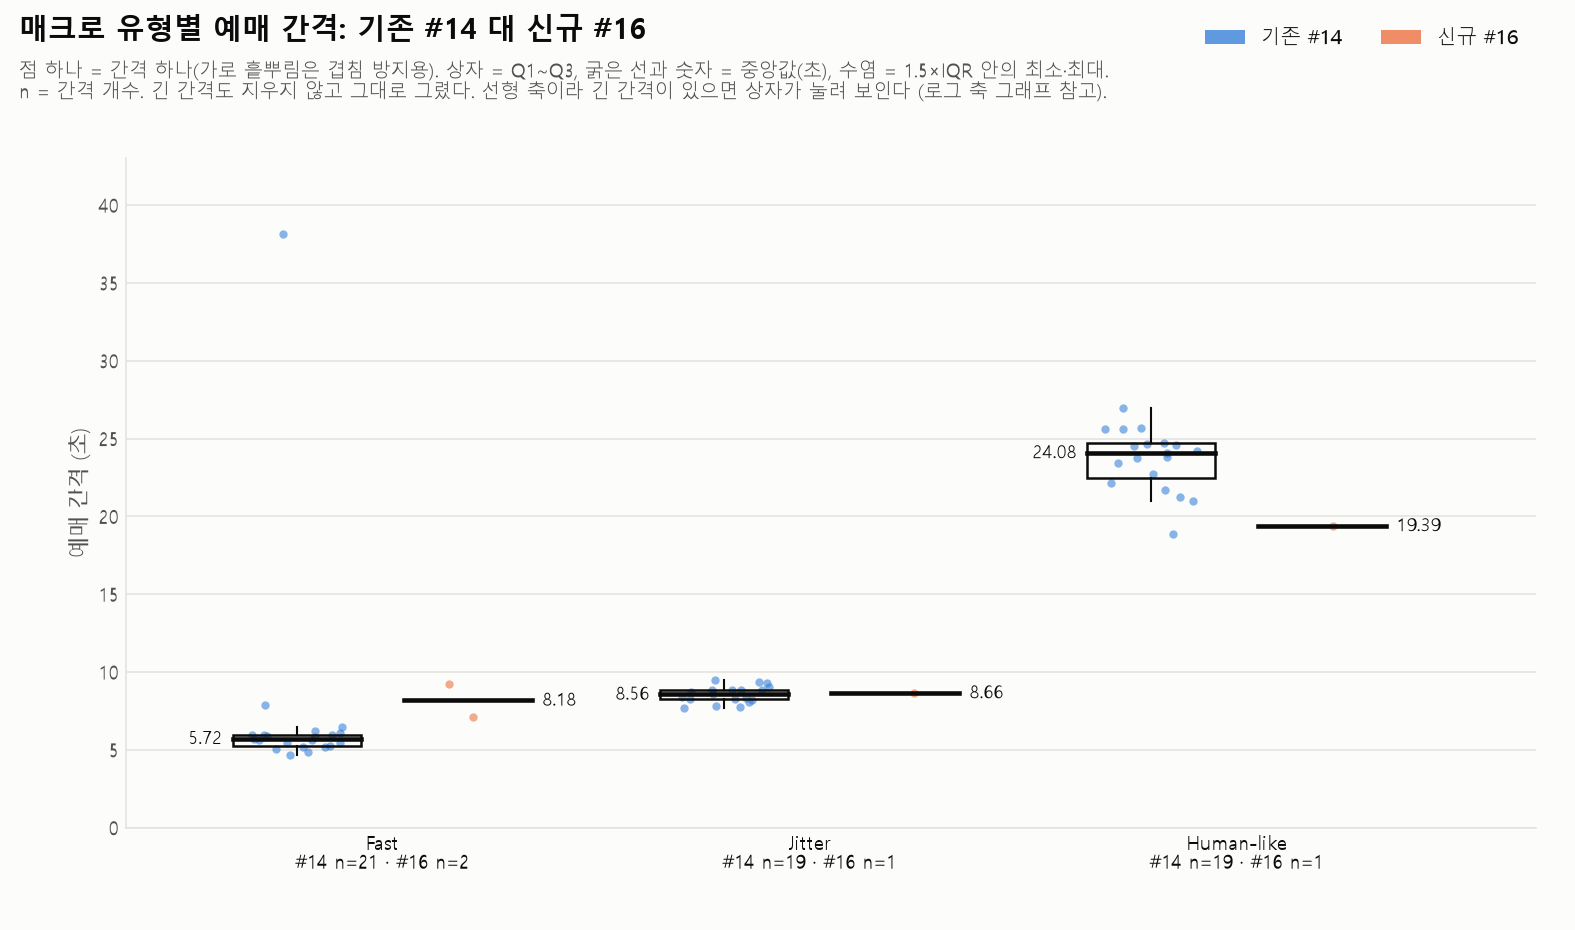 매크로 유형별 예매 간격: 기존 #14 대 신규 #16
기존 #14
신규 #16
점 하나 = 간격 하나(가로 흩뿌림은 겹침 방지용). 상자 = Q1~Q3, 굵은 선과 숫자 = 중앙값(초), 수염 = 1.5×IQR 안의 최소·최대.
n = 간격 개수. 긴 간격도 지우지 않고 그대로 그렸다. 선형 축이라 긴 간격이 있으면 상자가 눌려 보인다 (로그 축 그래프 참고).
예매 간격 (초)
40
35
30
25
20
15
10
5
0
5.72
8.18
8.56
8.66
24.08
19.39
Fast
#14 n=21 · #16 n=2
Jitter
#14 n=19 · #16 n=1
Human-like
#14 n=19 · #16 n=1